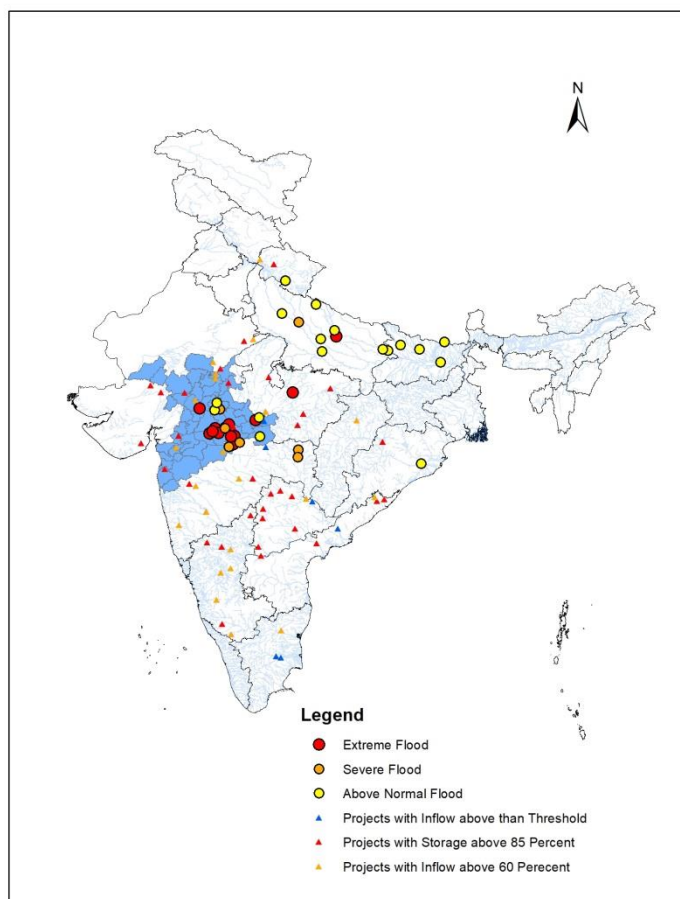 N
Legend
Extreme Flood
Severe Flood
Above Normal Flood
Projects with Inflow above than Threshold
Projects with Storage above 85 Percent
Projects with Inflow above 60 Perecent